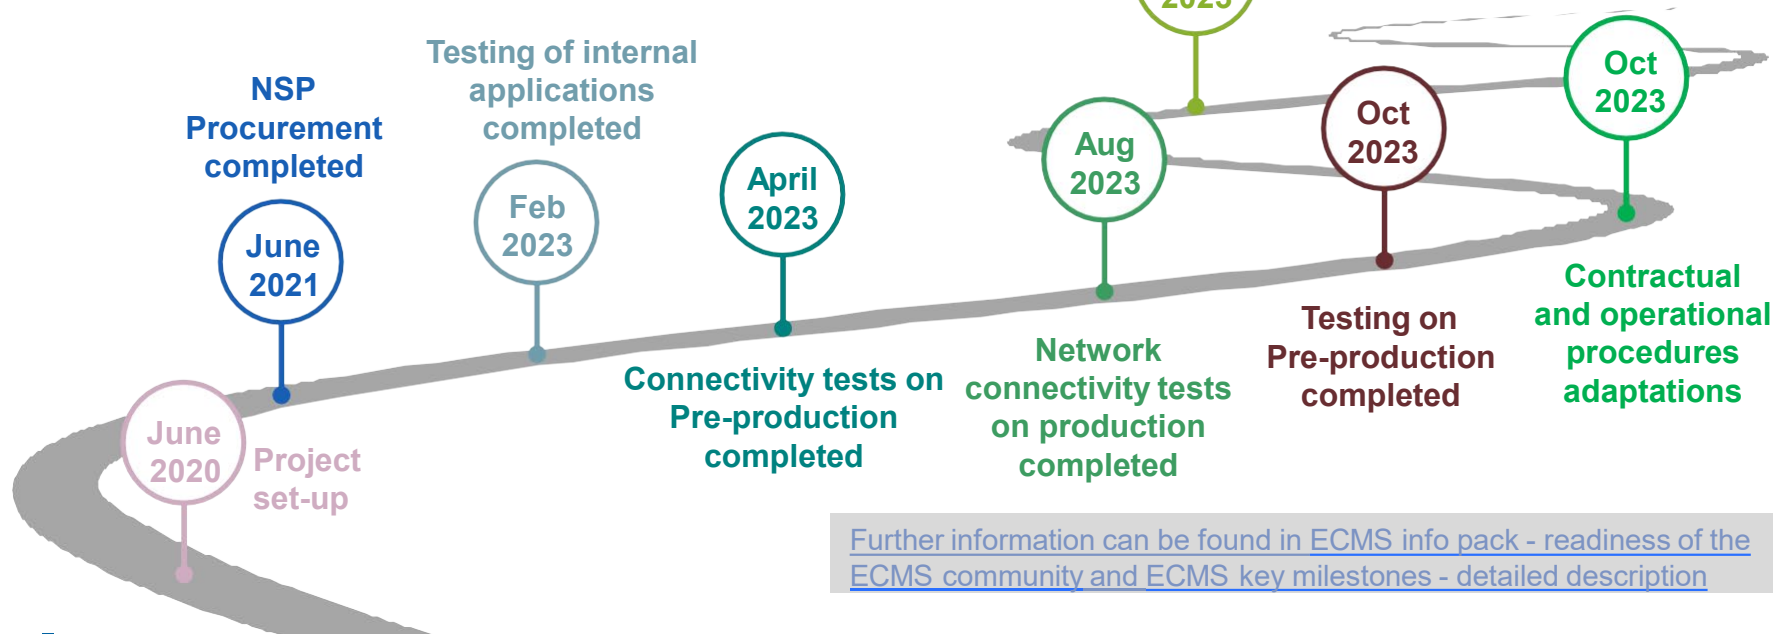 2023
Testing of internal
applications
completed
NSP
Procurement
completed
Oct
2023
Oct
2023
Aug
2023
April
2023
Feb
2023
June
2021
Contractual
and operational
procedures
adaptations
Testing on
Pre-production
completed
Network
connectivity tests
on production
completed
Connectivity tests on
Pre-production
completed
June
2020
Project
set-up
Further information can be found in ECMS info pack - readiness of the
ECMS community and ECMS key milestones - detailed description